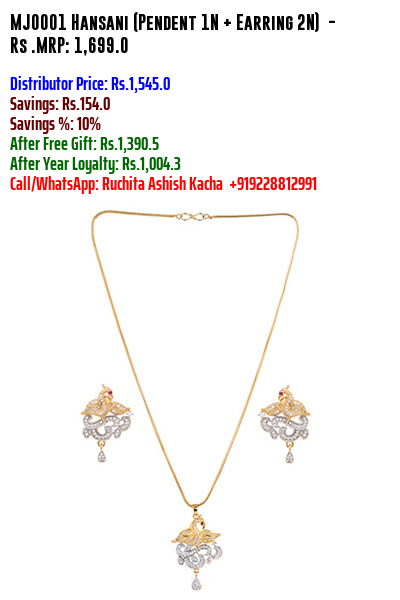 MJ0001 Hansani (Pendent 1N + Earring 2N) -
Rs .MRP: 1,699.0
Distributor Price: Rs.1,545.0
Savings: Rs.154.0
Savings %: 10%
After Free Gift: Rs.1,390.5
After Year Loyalty: Rs.1,004.3
Call/WhatsApp: Ruchita Ashish Kacha +919228812991